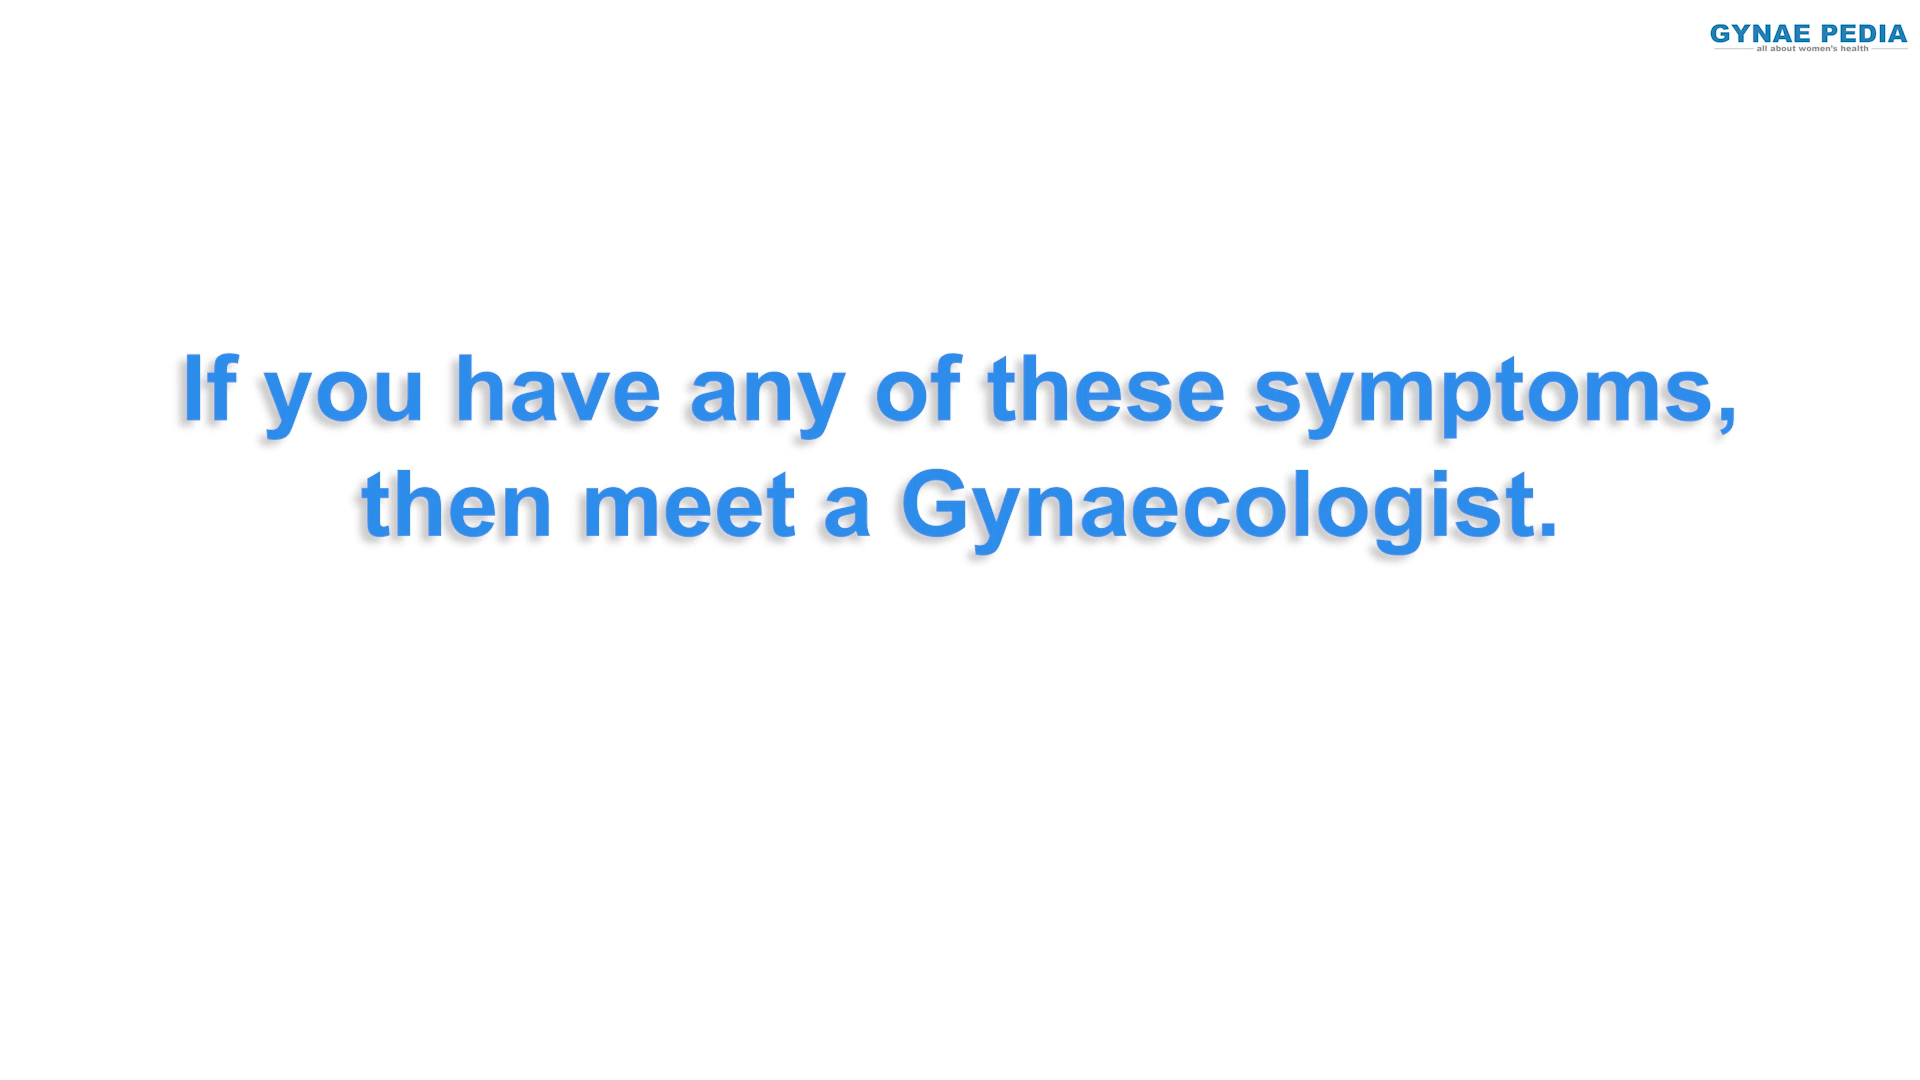 GYNAE PEDIA
all about women's health
If you have any of these symptoms,
then meet a Gynaecologist.